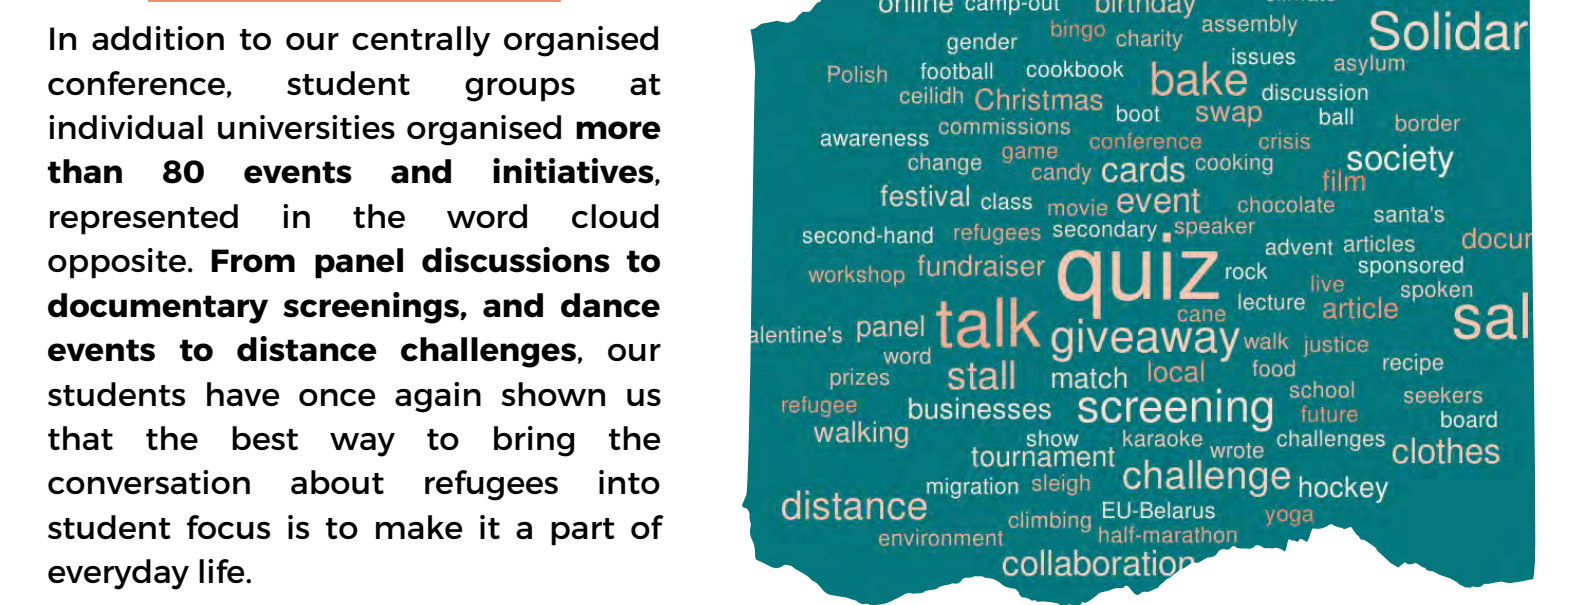 In addition to our centrally organised
conference, student groups at
individual universities organised more
than 80 events and initiatives,
represented in the word cloud
opposite. From panel discussions to
documentary screenings, and dance
events to distance challenges, our
students have once again shown us
that the best way to bring the
conversation about refugees into
student focus is to make it a part of
everyday life.
online camp-out birthday
bingo charity assembly Solidar
gender
issues
Polish football cookbook bake asylum
ceilidh Christmas discussion
boot swap ball border
awareness commissions conference crisis
change game cards cooking society
candy film
festival class movie event chocolate santa's
second-hand refugees secondary speaker advent articles docur
workshop fundraiser quiz rock sponsored
live spoken
talk cane lecture article sal
alentine's panel giveaway walk justice
word food recipe
prizes stall match local school seekers
refugee businesses screening future board
walking show karaoke challenges
tournament wrote clothes
migration sleigh challenge hockey
distance climbing EU-Belarus yoga
environment half-marathon
collaboration